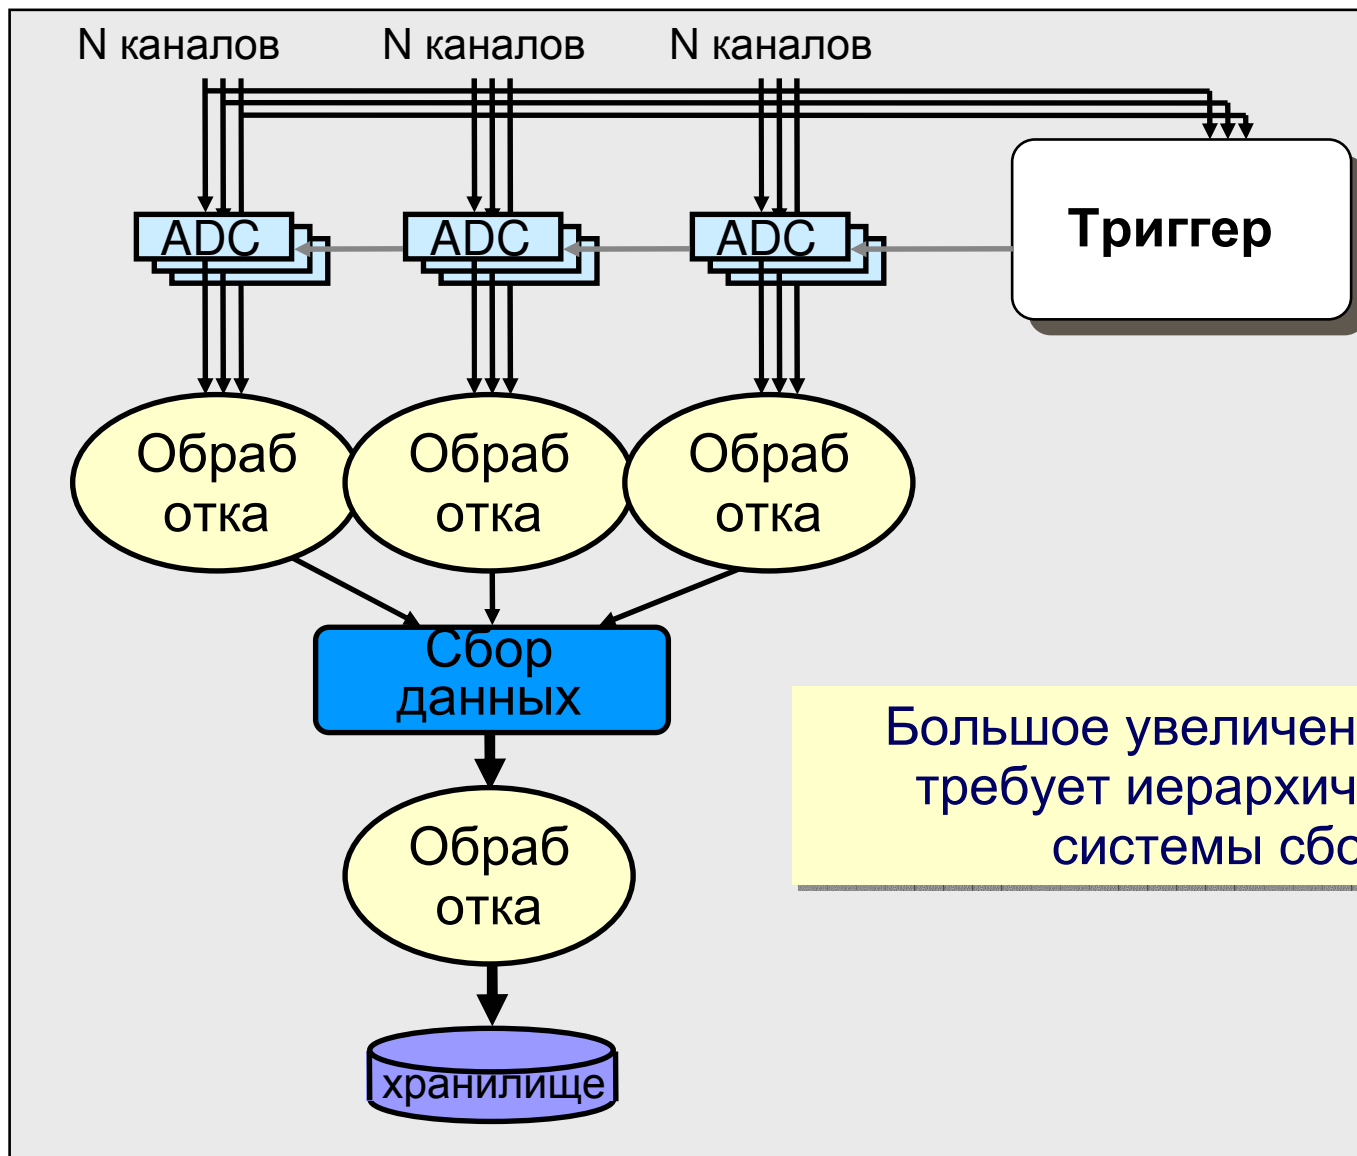 N каналов N каналов N каналов
ADC ADC ADC
Триггер
Обраб
отка
Обраб
отка
Обраб
отка
Сбор
данных
Большое увеличен
требует иерархич
системы сбо
Обраб
отка
хранилище